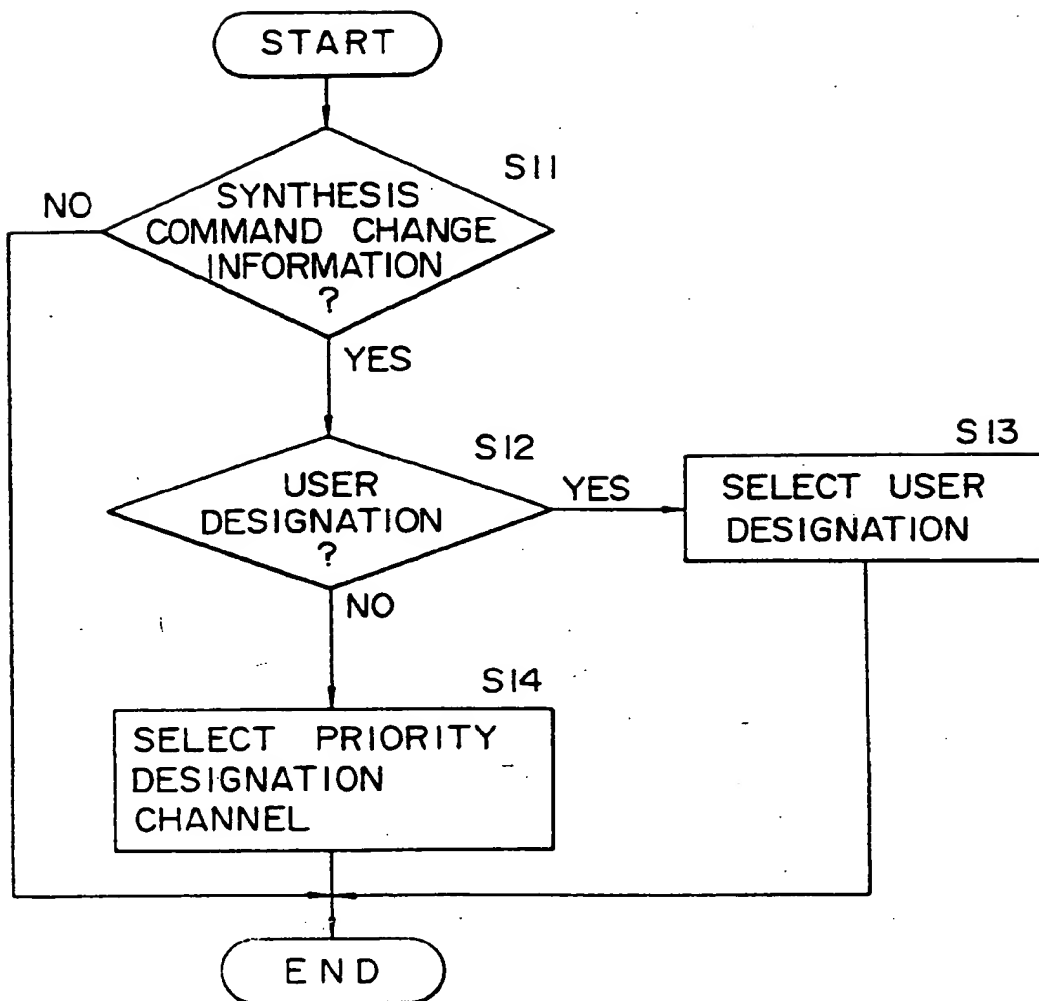 START
S11
NO
SYNTHESIS
COMMAND CHANGE
INFORMATION
?
YES
S12
S13
USER
DESIGNATION
?
YES
SELECT USER
DESIGNATION
NO
S14
SELECT PRIORITY
DESIGNATION
CHANNEL
END